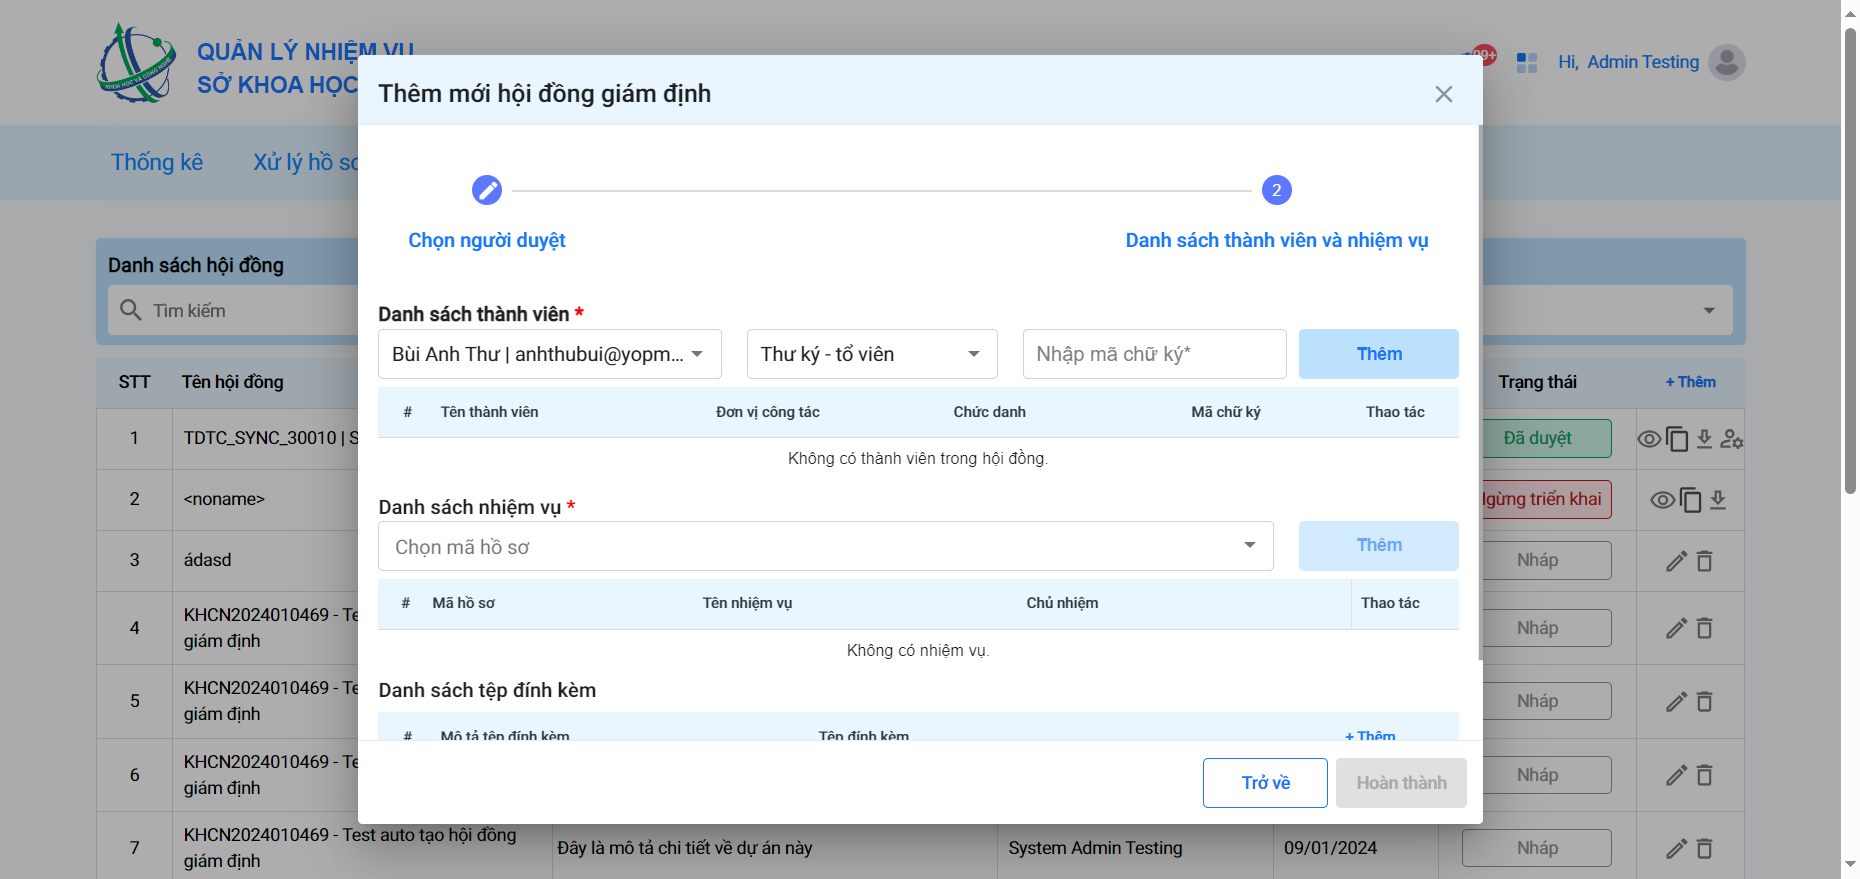 KHOA HỌC VÀ CÔNG NGHỆ
QUẢN LÝ NHIỆM VỤ
SỞ KHOA HỌC
99+
Hi, Admin Testing
Thống kê
Xử lý hồ sơ
Danh sách hội đồng
Tìm kiếm
STT
Tên hội đồng
Trạng thái
+ Thêm
1
TDTC_SYNC_30010 | S
Đã duyệt
2
<noname>
Ngừng triển khai
3
ádasd
Nháp
4
KHCN2024010469 - Te
giám định
Nháp
5
KHCN2024010469 - Te
giám định
Nháp
6
KHCN2024010469 - Te
giám định
Nháp
7
KHCN2024010469 - Test auto tạo hội đồng
giám định
Đây là mô tả chi tiết về dự án này
System Admin Testing
09/01/2024
Nháp
Thêm mới hội đồng giám định
2
Chọn người duyệt
Danh sách thành viên và nhiệm vụ
Danh sách thành viên *
Bùi Anh Thư | anhthubui@yopm...
Thư ký - tổ viên
Nhập mã chữ ký*
Thêm
# Tên thành viên Đơn vị công tác Chức danh Mã chữ ký Thao tác
Không có thành viên trong hội đồng.
Danh sách nhiệm vụ *
Chọn mã hồ sơ
Thêm
# Mã hồ sơ Tên nhiệm vụ Chủ nhiệm Thao tác
Không có nhiệm vụ.
Danh sách tệp đính kèm
# Mô tả tệp đính kèm Tệp đính kèm + Thêm
Trở về
Hoàn thành